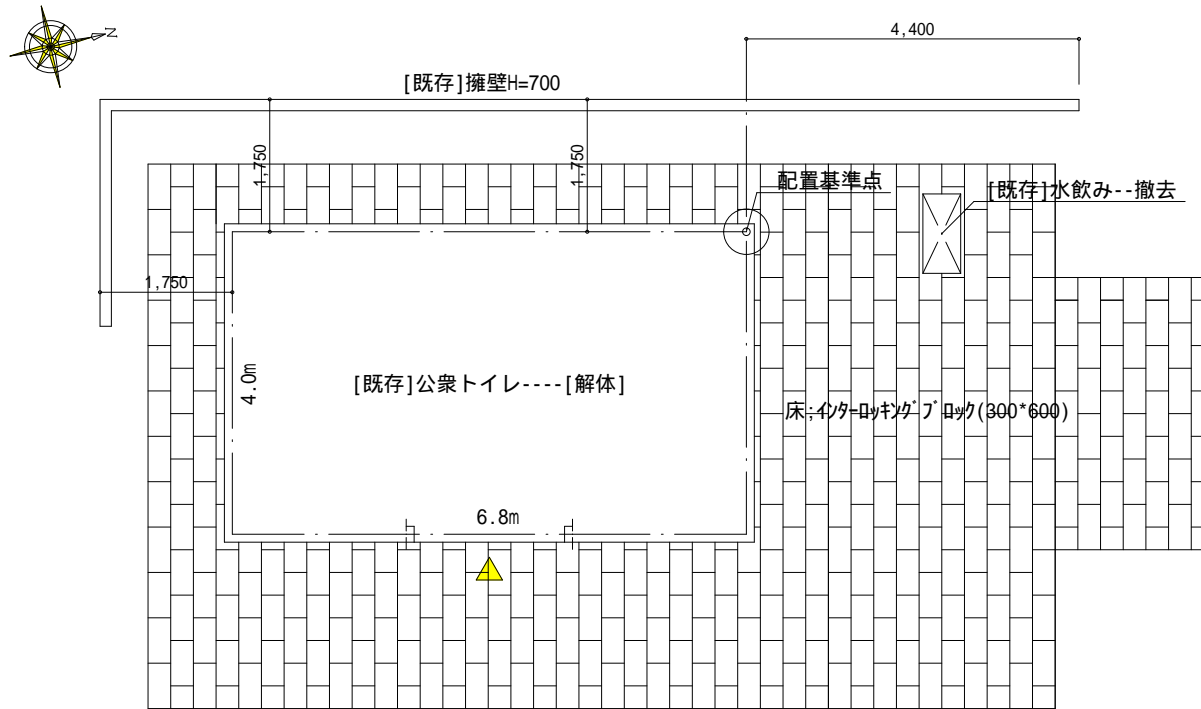 N
4,400
[既存]擁壁H=700
1,750
1,750
配置基準点
[既存]水飲み--撤去
1,750
4.0m
[既存]公衆トイレ----[解体]
床;ｲﾝﾀｰﾛｯｷﾝｸﾞﾌﾞﾛｯｸ(300*600)
6.8m